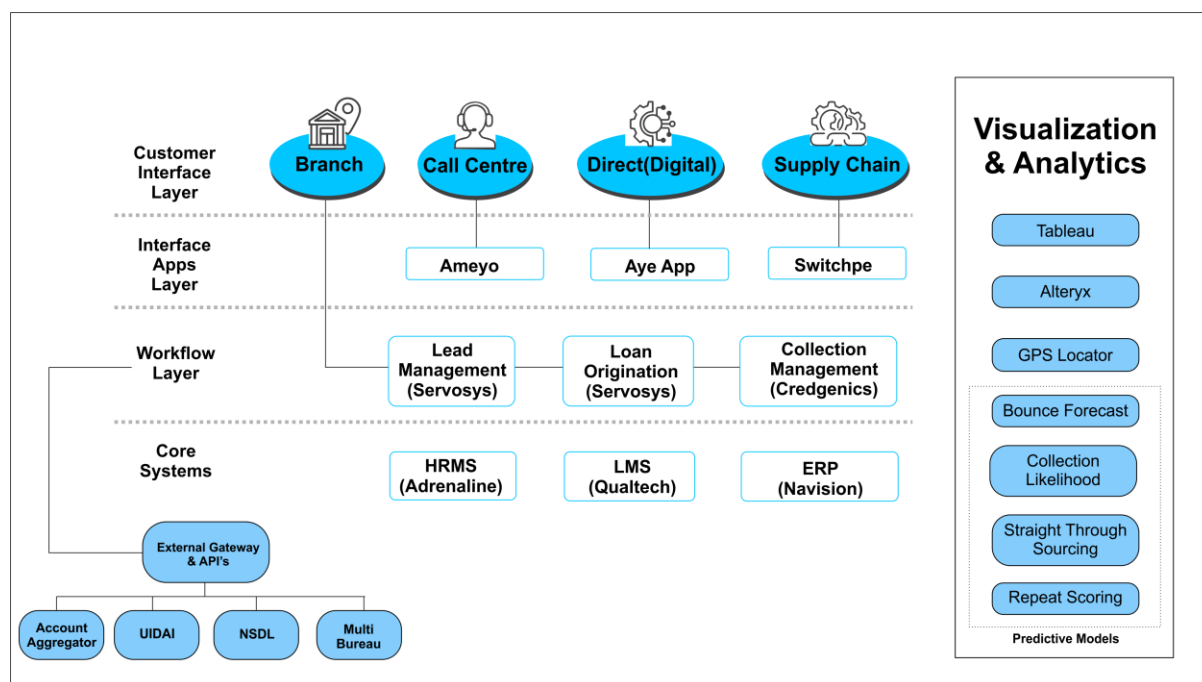 Customer
Interface
Layer
Branch
Call Centre
Direct(Digital)
Supply Chain
Interface
Apps
Layer
Ameyo
Aye App
Switchpe
Workflow
Layer
Lead
Management
(Servosys)
Loan
Origination
(Servosys)
Collection
Management
(Credgenics)
Core
Systems
HRMS
(Adrenaline)
LMS
(Qualtech)
ERP
(Navision)
External Gateway
& API's
Account
Aggregator
UIDAI
NSDL
Multi
Bureau
Visualization
& Analytics
Tableau
Alteryx
GPS Locator
Bounce Forecast
Collection
Likelihood
Straight Through
Sourcing
Repeat Scoring
Predictive Models